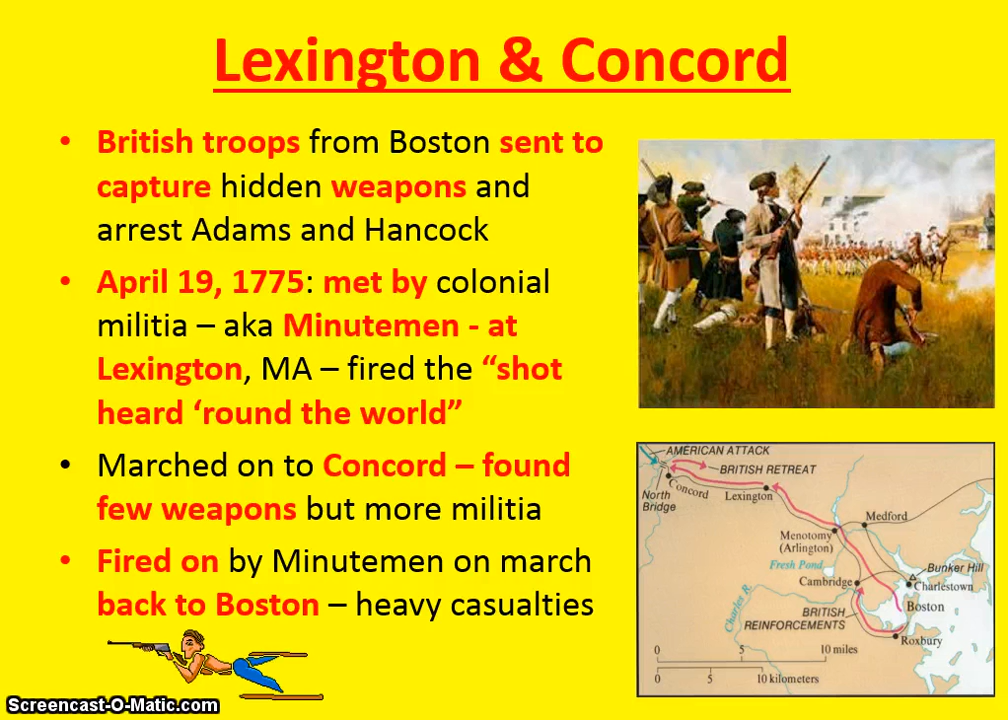 Lexington & Concord
• British troops from Boston sent to
capture hidden weapons and
arrest Adams and Hancock
• April 19, 1775: met by colonial
militia – aka Minutemen - at
Lexington, MA – fired the “shot
heard ‘round the world”
• Marched on to Concord – found
few weapons but more militia
• Fired on by Minutemen on march
back to Boston – heavy casualties
AMERICAN ATTACK
BRITISH RETREAT
North
Bridge
Concord
Lexington
Medford
Menotomy
(Arlington)
Fresh Pond
Bunker Hill
Cambridge
Charlestown
Charles R.
Boston
BRITISH
REINFORCEMENTS
Roxbury
0 5 10 miles
0 5 10 kilometers
Screencast-O-Matic.com